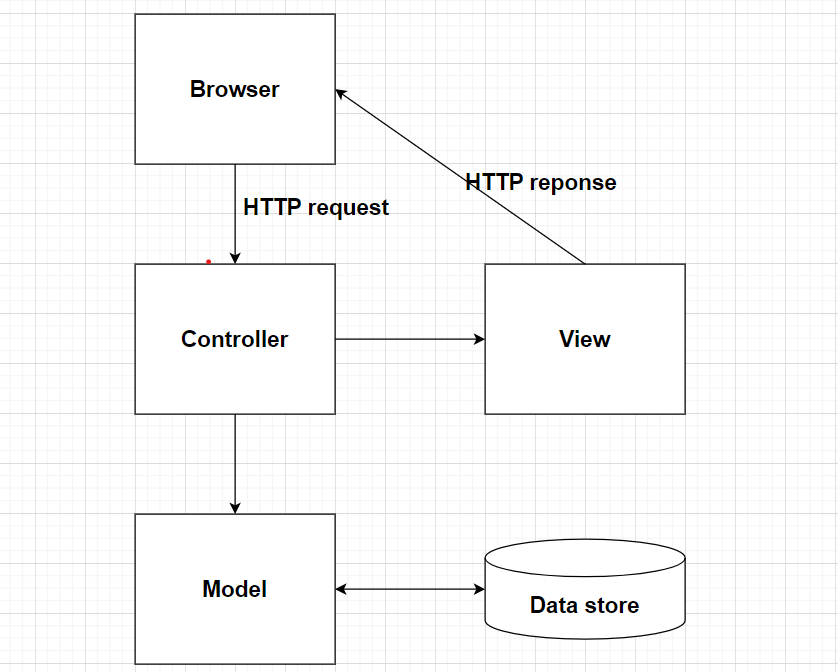 Browser
HTTP reponse
HTTP request
Controller
View
Model
Data store